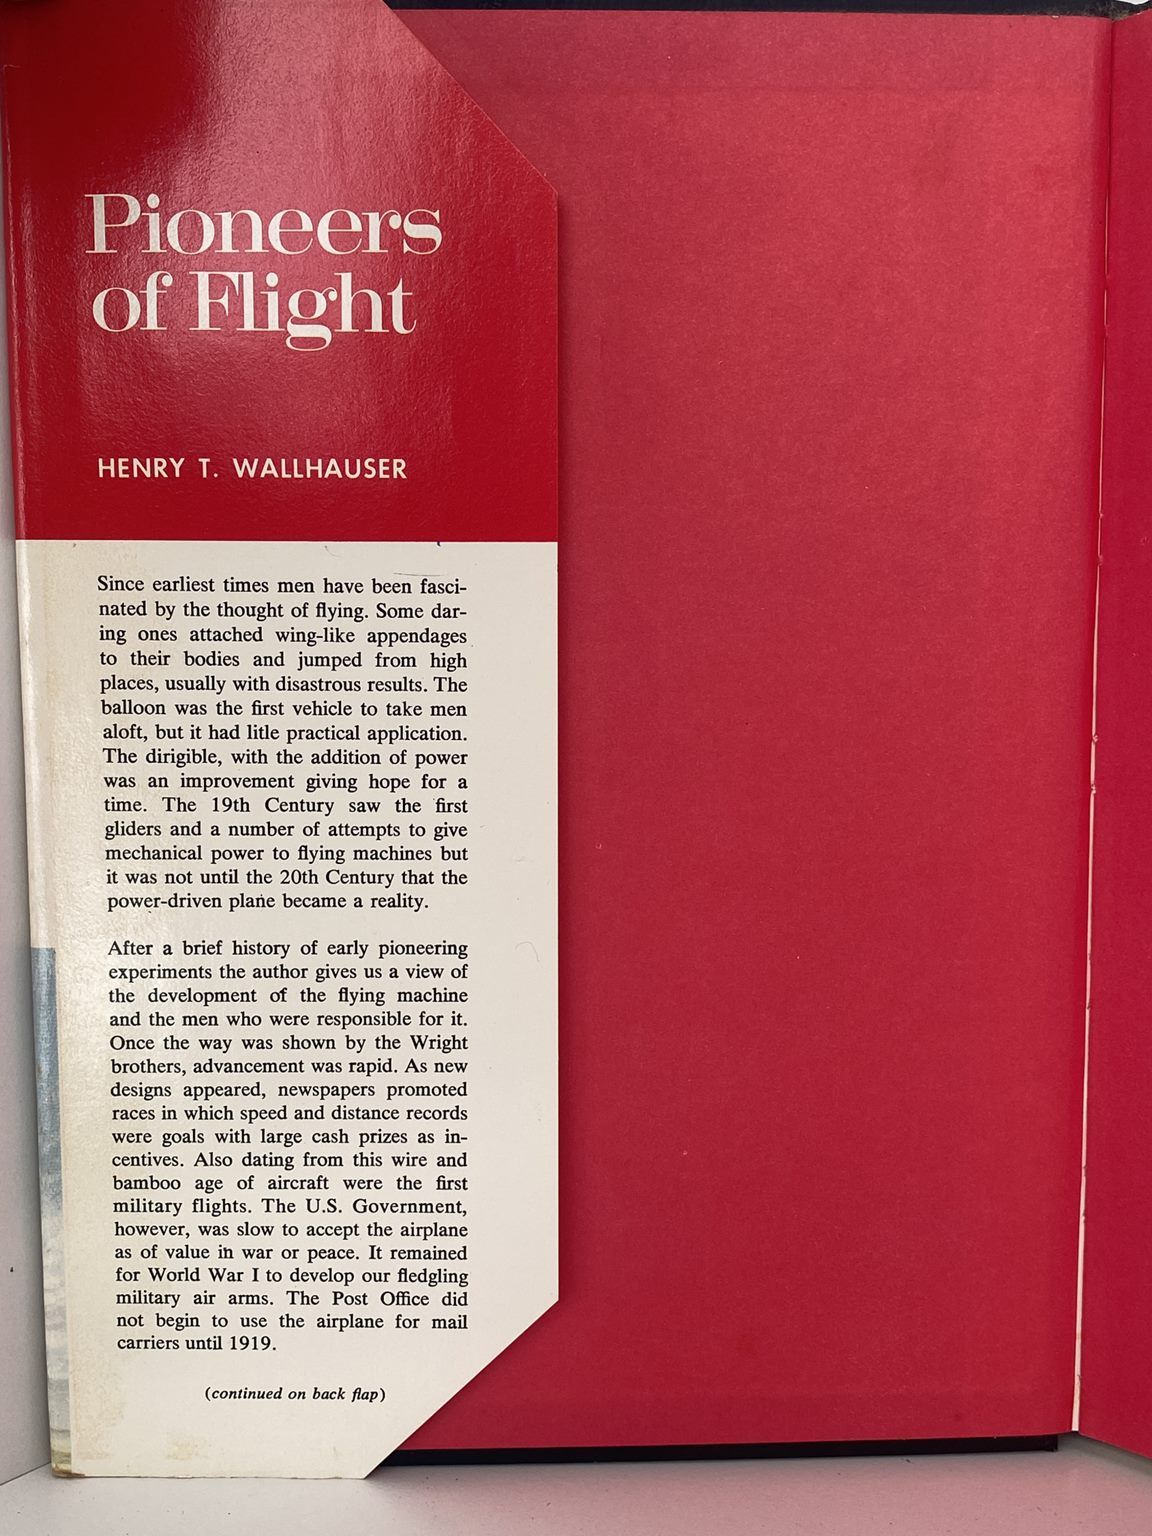 Pioneers
of Flight
HENRY T. WALLHAUSER
Since earliest times men have been fasci-
nated by the thought of flying. Some dar-
ing ones attached wing-like appendages
to their bodies and jumped from high
places, usually with disastrous results. The
balloon was the first vehicle to take men
aloft, but it had litle practical application.
The dirigible, with the addition of power
was an improvement giving hope for a
time. The 19th Century saw the first
gliders and a number of attempts to give
mechanical power to flying machines but
it was not until the 20th Century that the
power-driven plane became a reality.
After a brief history of early pioneering
experiments the author gives us a view of
the development of the flying machine
and the men who were responsible for it.
Once the way was shown by the Wright
brothers, advancement was rapid. As new
designs appeared, newspapers promoted
races in which speed and distance records
were goals with large cash prizes as in-
centives. Also dating from this wire and
bamboo age of aircraft were the first
military flights. The U.S. Government,
however, was slow to accept the airplane
as of value in war or peace. It remained
for World War I to develop our fledgling
military air arms. The Post Office did
not begin to use the airplane for mail
carriers until 1919.
(continued on back flap)